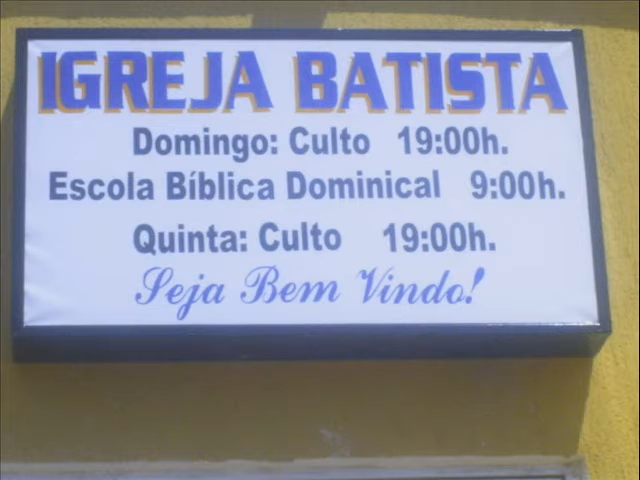 IGREJA BATISTA
Domingo: Culto 19:00h.
Escola Bíblica Dominical 9:00h.
Quinta: Culto 19:00h.
Seja Bem Vindo!